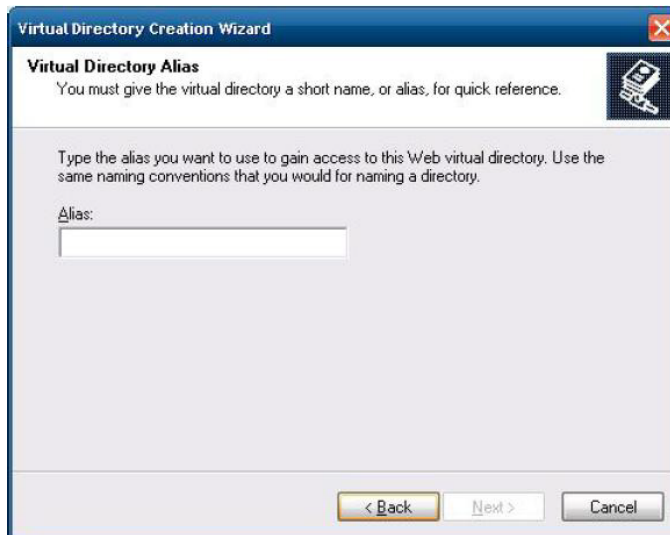 Virtual Directory Creation Wizard
Virtual Directory Alias
You must give the virtual directory a short name, or alias, for quick reference.
Type the alias you want to use to gain access to this Web virtual directory. Use the
same naming conventions that you would for naming a directory.
Alias:
< Back Next > Cancel